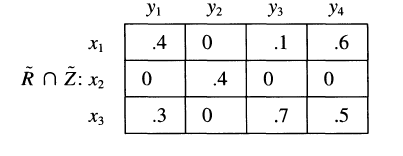 y₁ y₂ y₃ y₄
x₁ .4 0 .1 .6
R̃ ∩ Z̃: x₂ 0 .4 0 0
x₃ .3 0 .7 .5